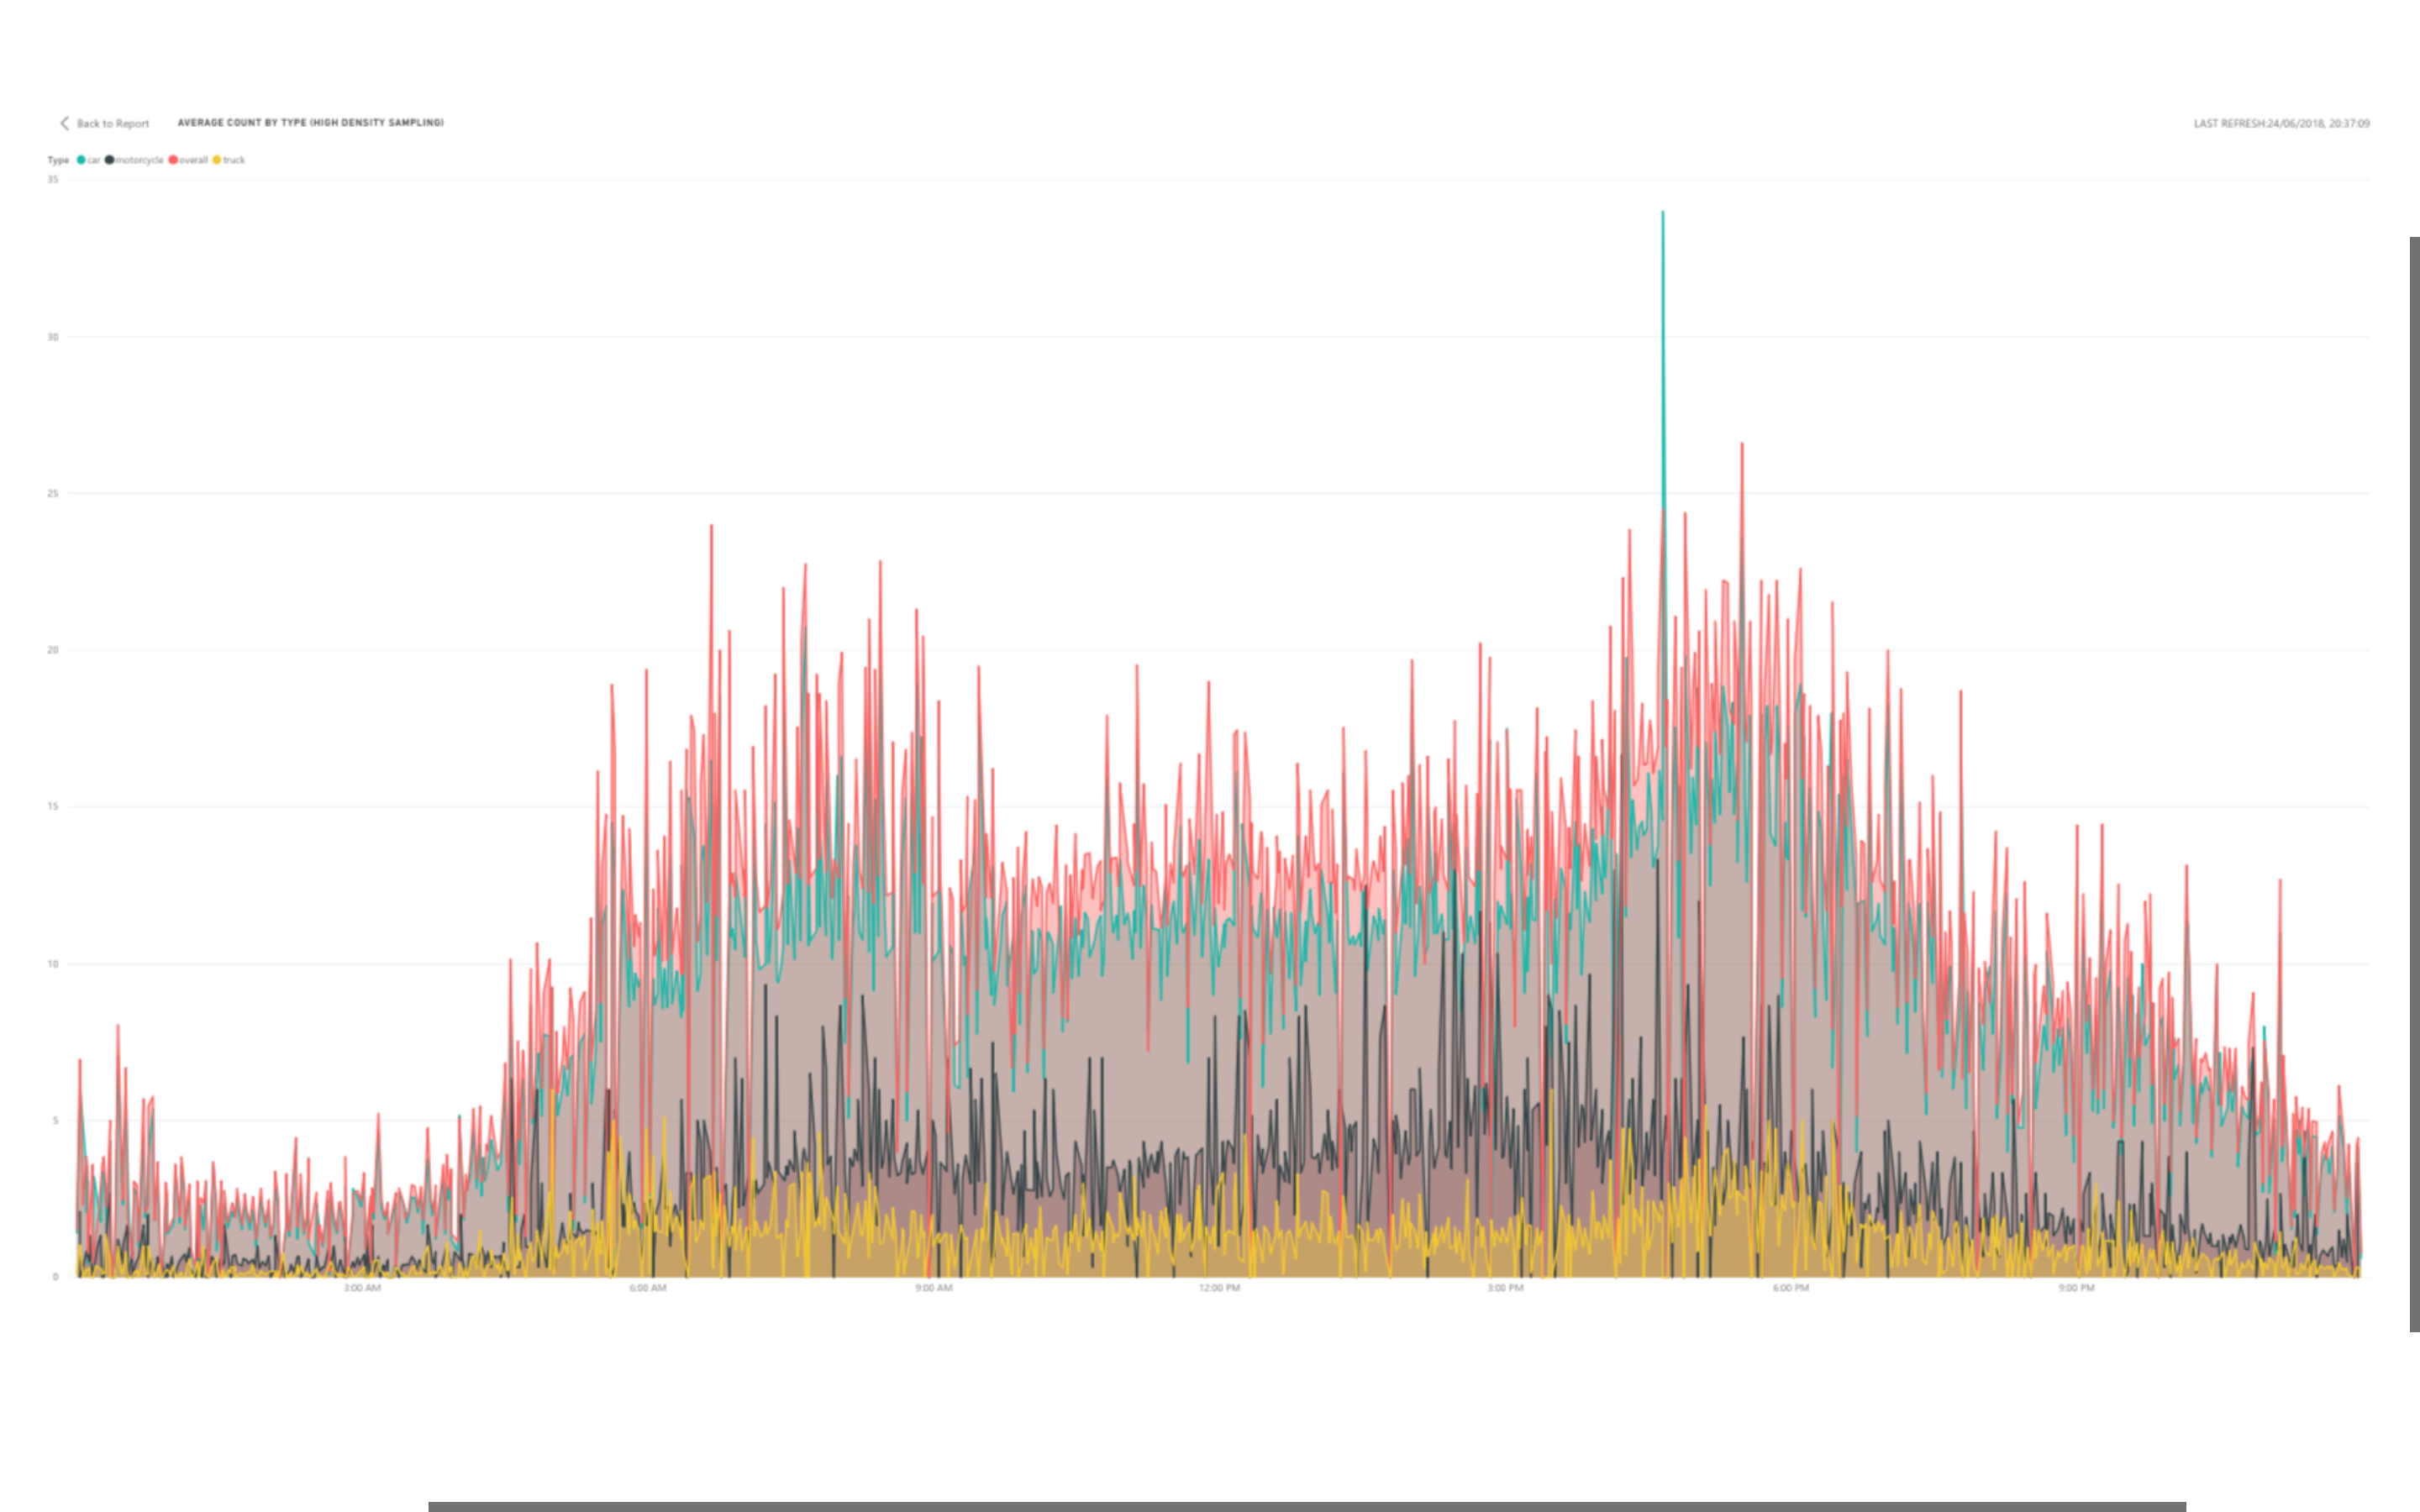 Back to Report AVERAGE COUNT BY TYPE (HIGH DENSITY SAMPLING) LAST REFRESH:24/06/2018, 20:37:09
Type car motorcycle overall truck
35
30
25
20
15
10
5
0
3:00 AM 6:00 AM 9:00 AM 12:00 PM 3:00 PM 6:00 PM 9:00 PM